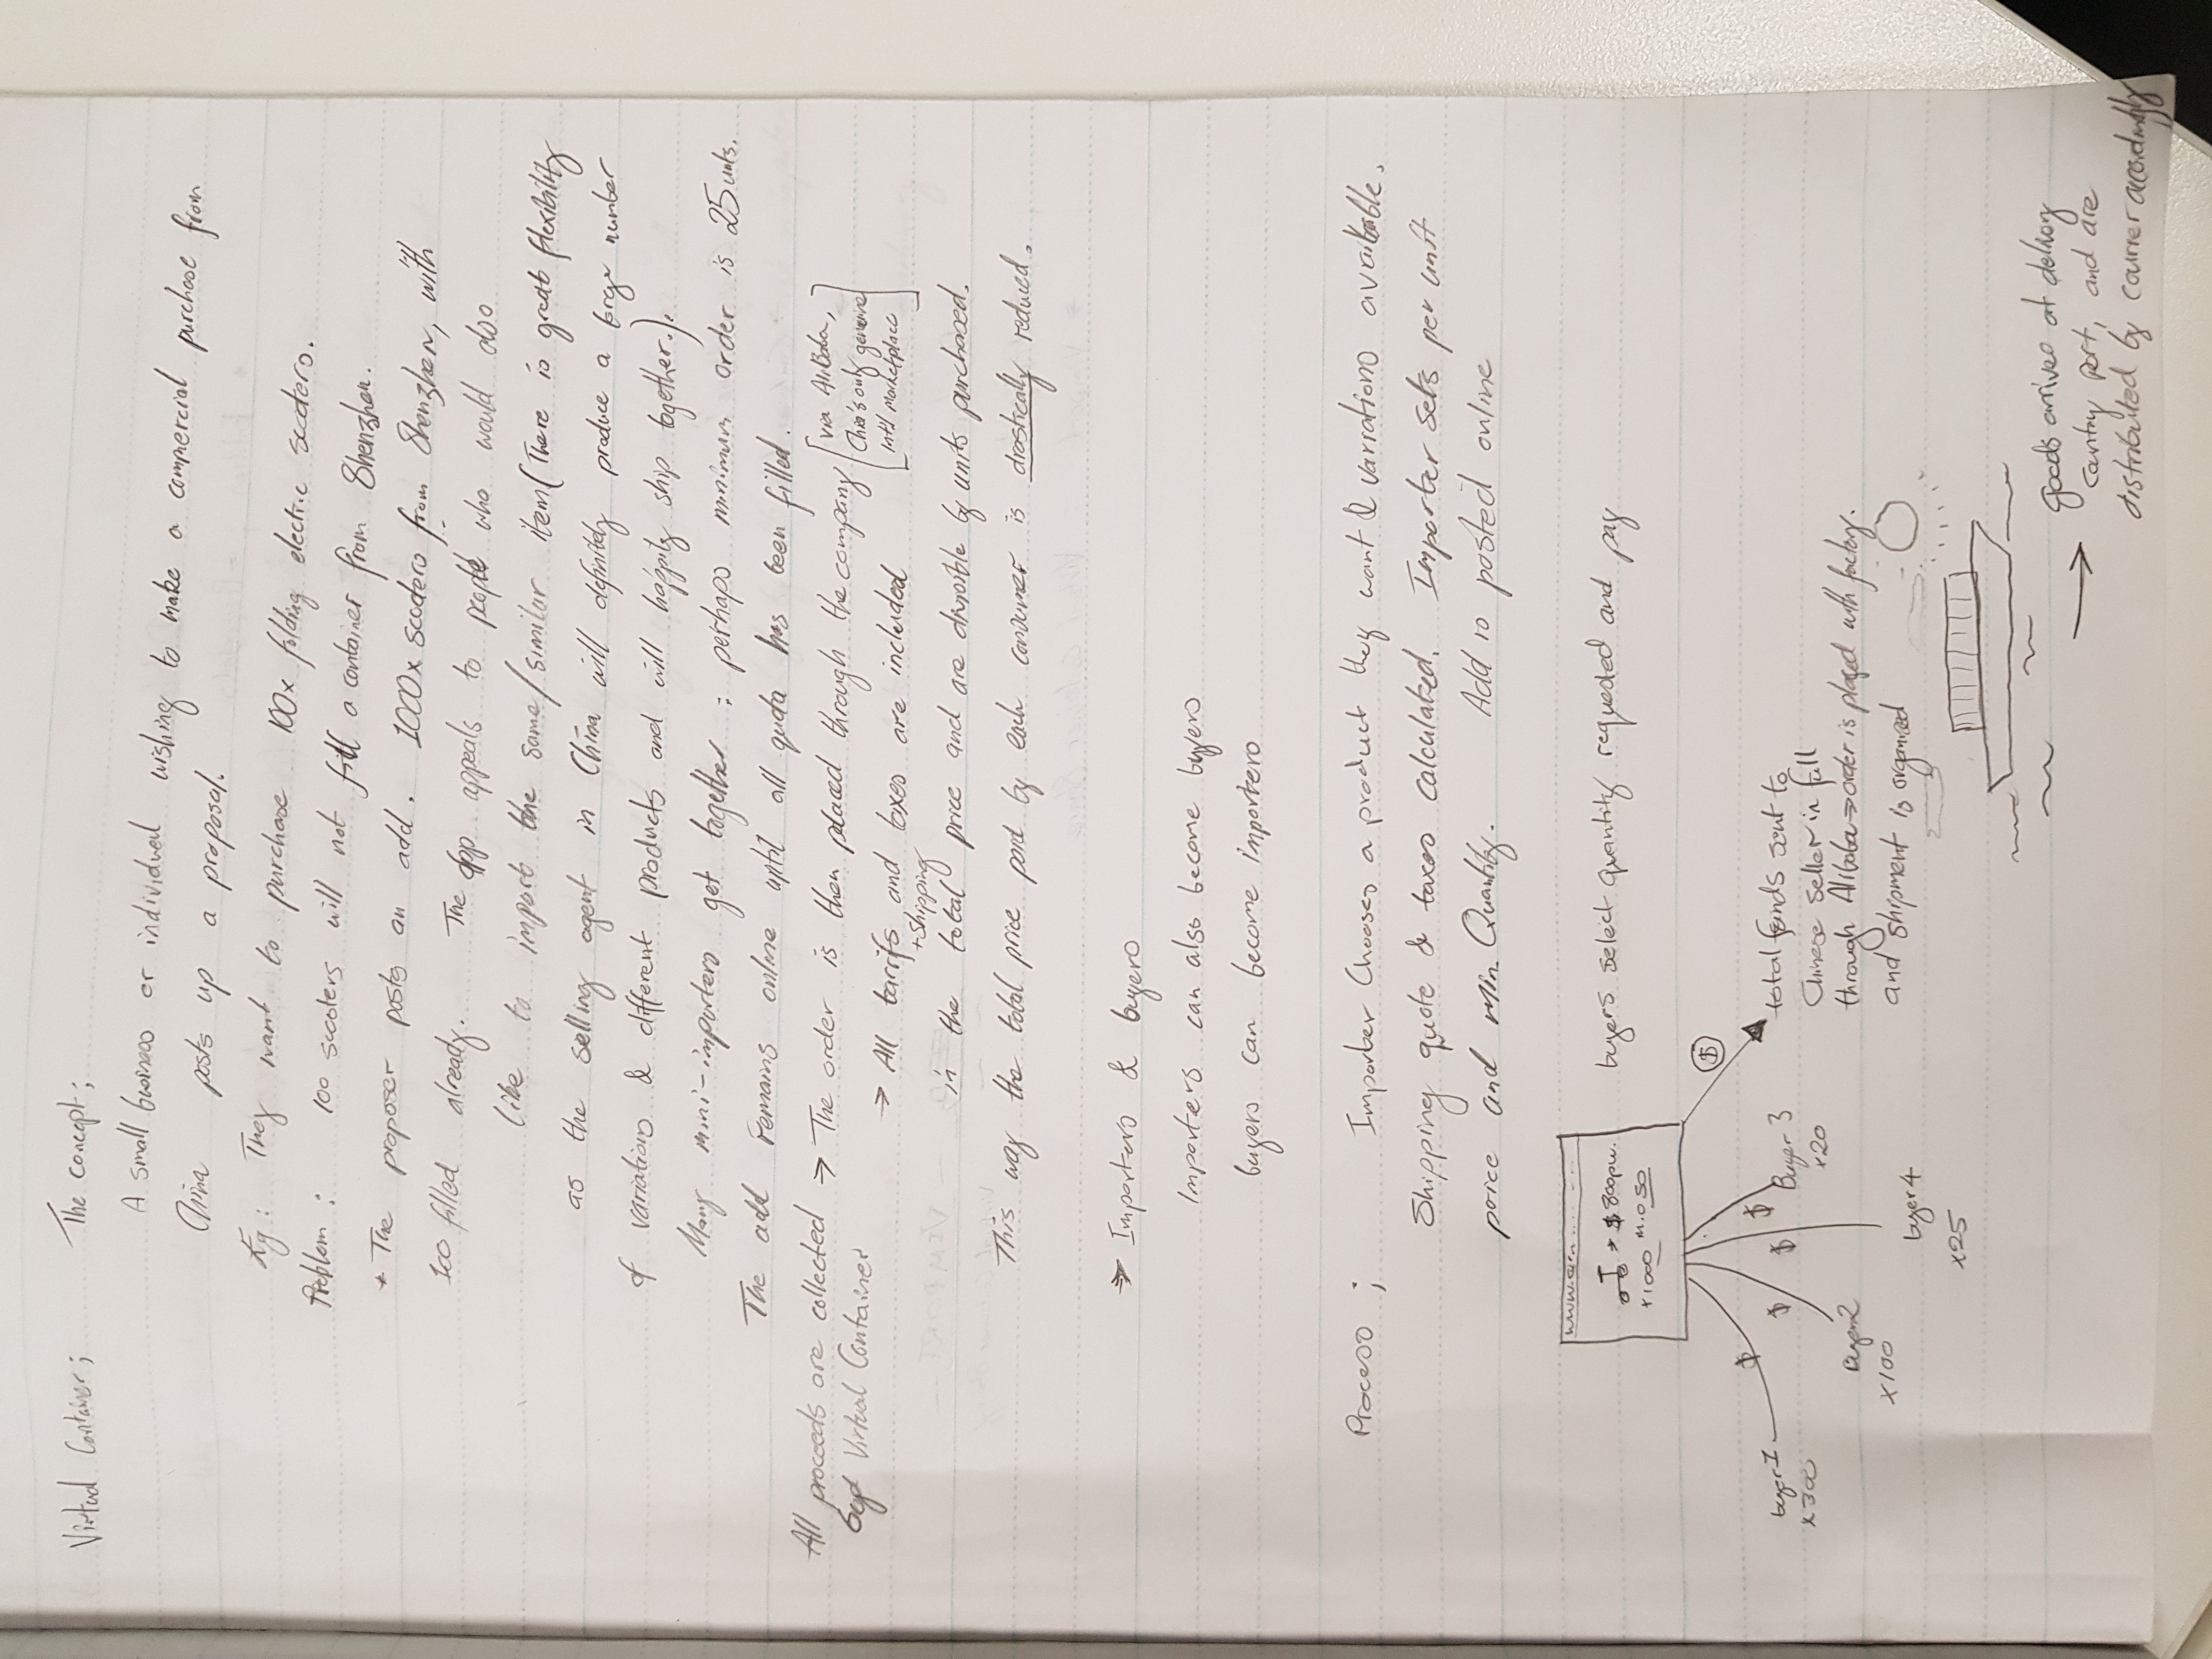 Virtual Container; The concept;
A small business or individual wishing to make a commercial purchase from
China posts up a proposal.
Eg: They want to purchase 100x folding electric scooters.
Problem: 100 scooters will not fill a container from Shenzhen.
* The proposer posts an add. 1000x scooters from Shenzhen, with
100 filled already. The app appeals to people who would also
like to import the same/similar item (There is great flexibility
as the selling agent in China will definitely produce a large number
of variations & different products and will happily ship together.).
Many mini-importers get together : perhaps minimum order is 25 units.
The add remains online until all quota has been filled.
All proceeds are collected
by Virtual Container
→ The order is then placed through the company
[via AliBaba,
China's only genuine
Int'l marketplace]
→ All tarifs and taxes are included
+Shipping
in the total price and are divisible by units purchased.
This way the total price paid by each consumer is drastically reduced.
→ Importers & buyers
Importers can also become buyers
buyers can become importers
Process; Importer Chooses a product they want & variations available.
Shipping quote & taxes calculated. Importer sets per unit
price and min. Quantity. Add is posted online
www.
→ $800pu.
x1000 m.o 50
buyers select quantity requested and pay
$
$
$
$
$
buyer 1
x300
Buyer 2
x100
Buyer 3
x20
buyer 4
x25
total funds sent to
Chinese seller in full
through Alibaba → order is placed with factory.
and shipment is organised
→ goods arrives at delivery
country port, and are
distributed by courrier accordingly